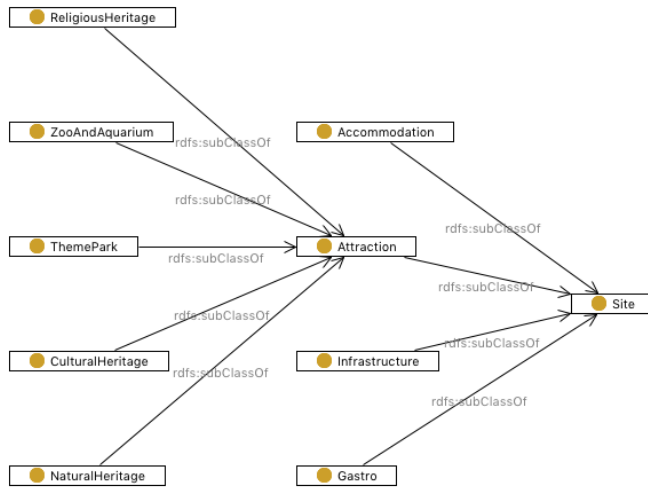 ReligiousHeritage
rdfs:subClassOf
ZooAndAquarium
Accommodation
rdfs:subClassOf
rdfs:subClassOf
ThemePark
Attraction
rdfs:subClassOf
rdfs:subClassOf
Site
rdfs:subClassOf
rdfs:subClassOf
CulturalHeritage
Infrastructure
rdfs:subClassOf
rdfs:subClassOf
NaturalHeritage
Gastro